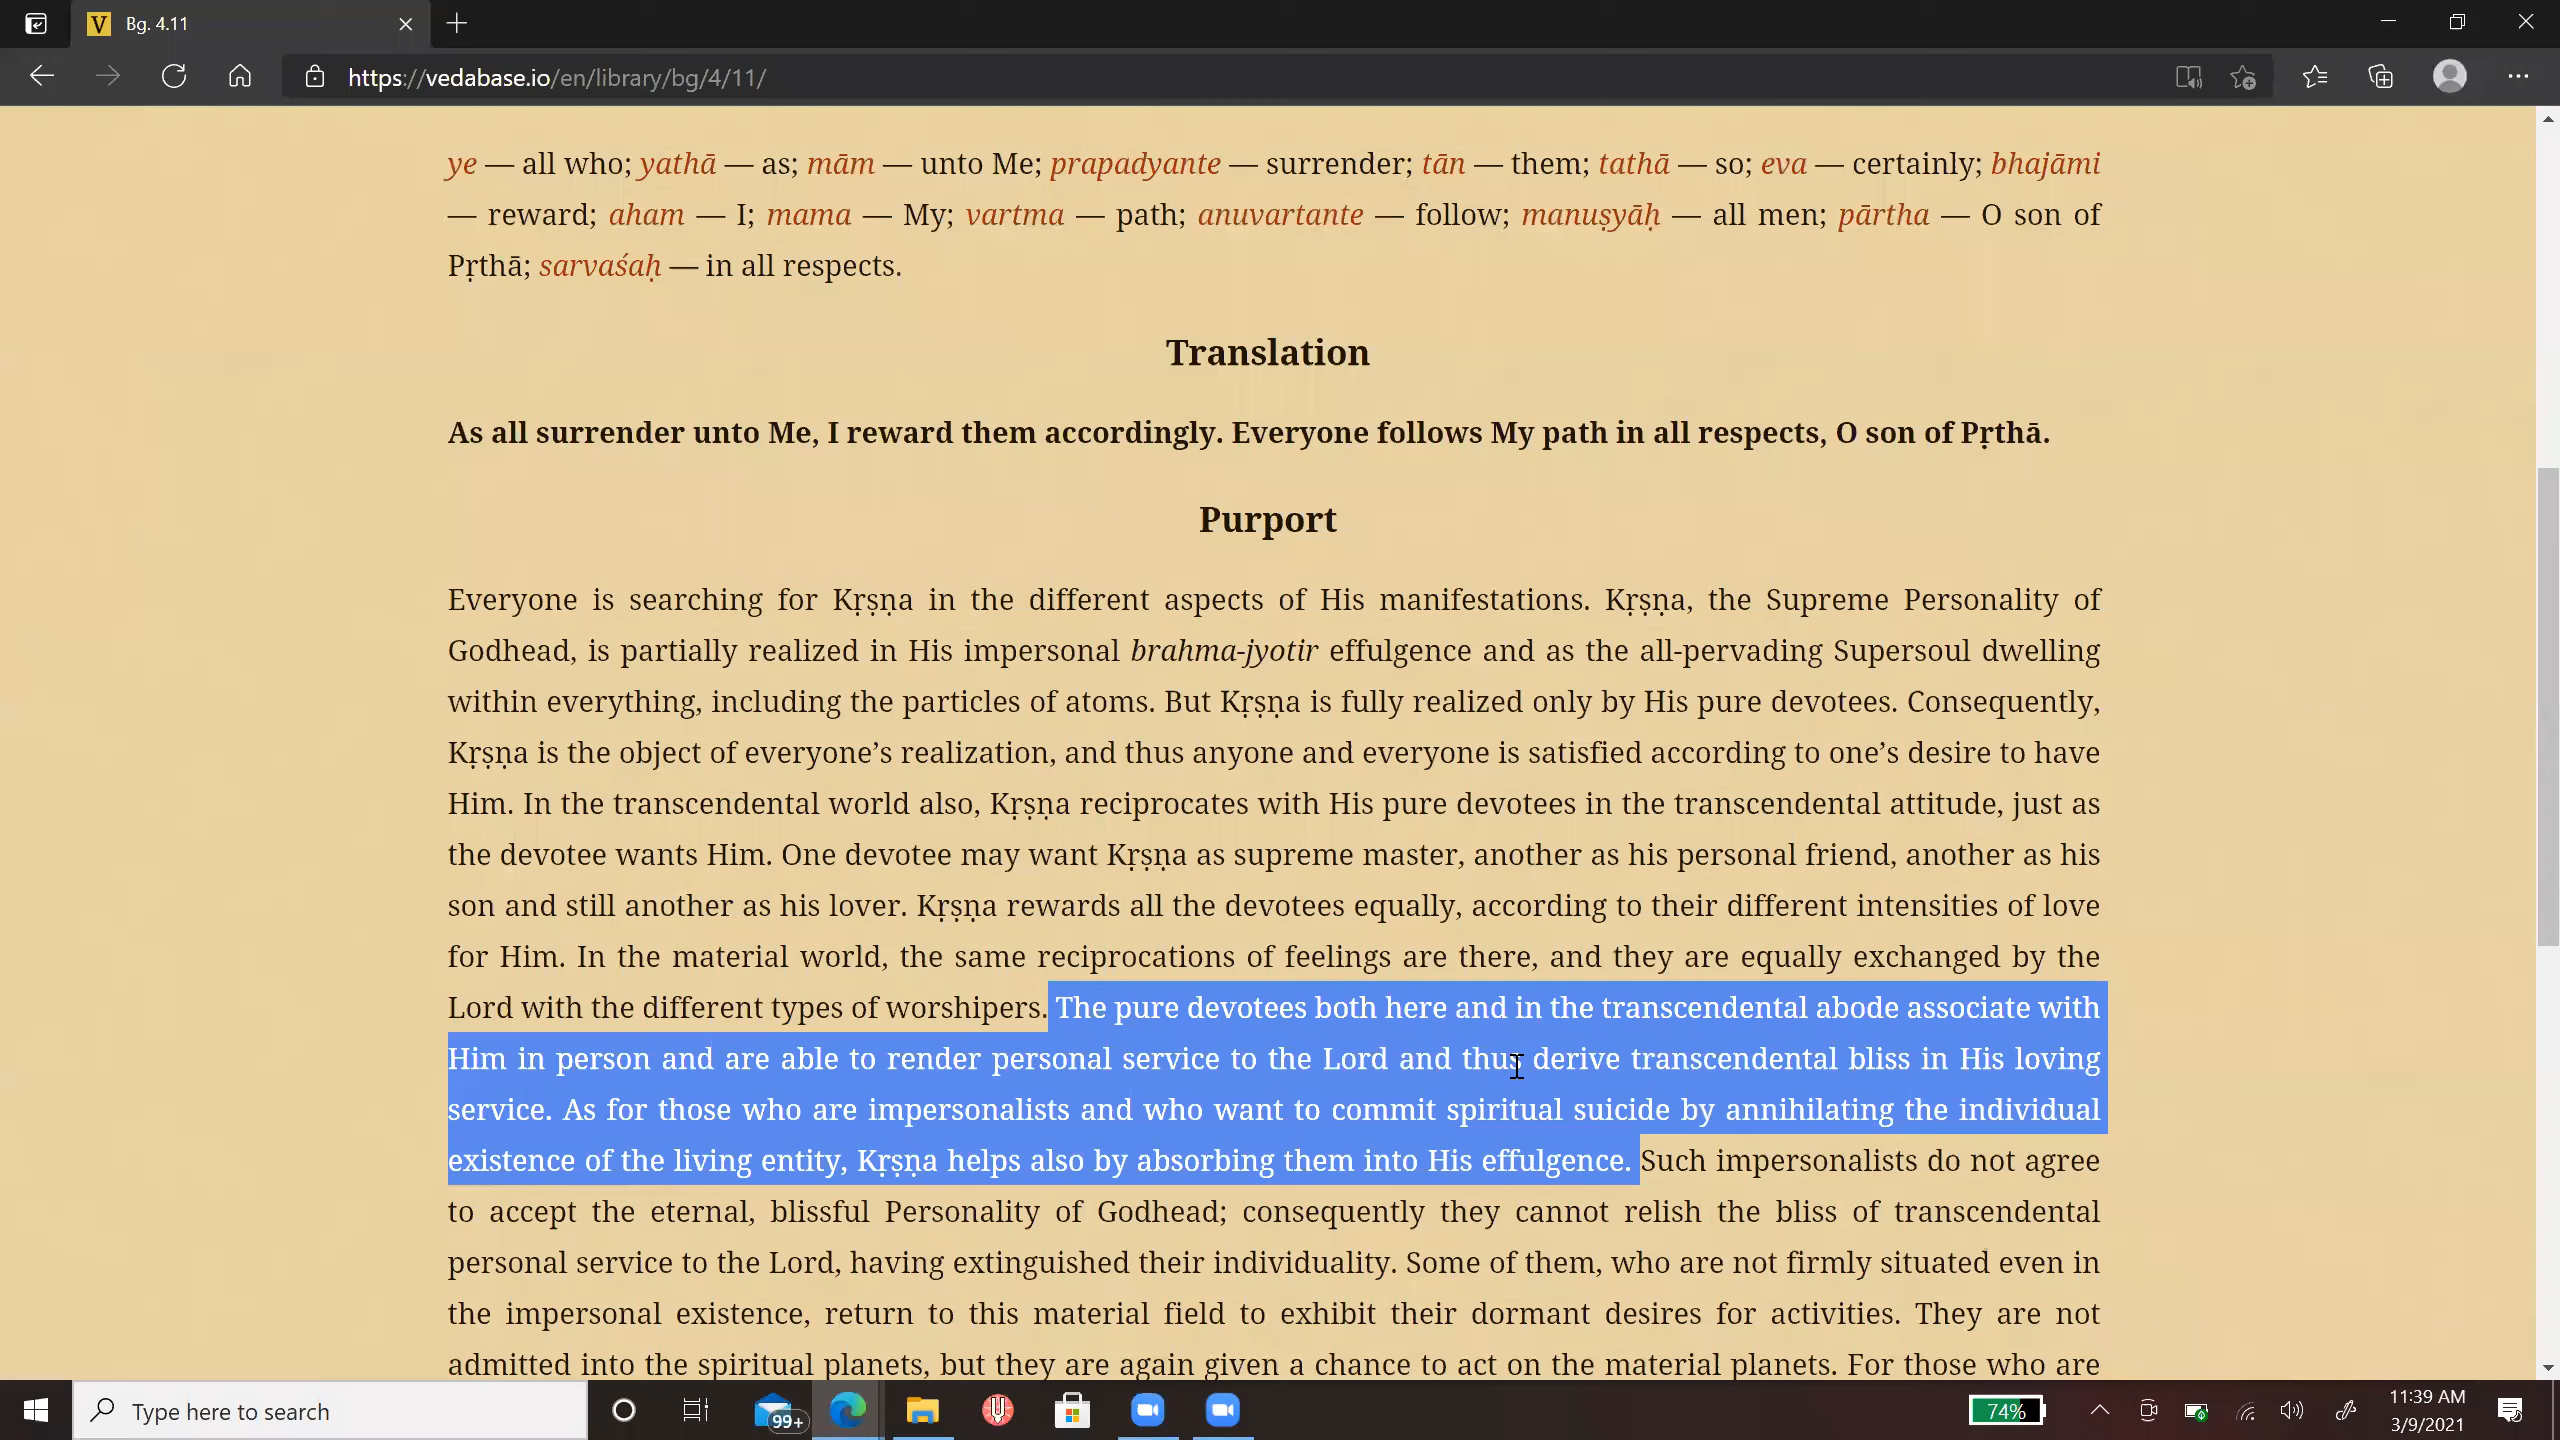 Bg. 4.11
https://vedabase.io/en/library/bg/4/11/
ye — all who; yathā — as; mām — unto Me; prapadyante — surrender; tān — them; tathā — so; eva — certainly; bhajāmi
— reward; aham — I; mama — My; vartma — path; anuvartante — follow; manuṣyāḥ — all men; pārtha — O son of
Pṛthā; sarvaśaḥ — in all respects.
Translation
As all surrender unto Me, I reward them accordingly. Everyone follows My path in all respects, O son of Pṛthā.
Purport
Everyone is searching for Kṛṣṇa in the different aspects of His manifestations. Kṛṣṇa, the Supreme Personality of
Godhead, is partially realized in His impersonal brahma-jyotir effulgence and as the all-pervading Supersoul dwelling
within everything, including the particles of atoms. But Kṛṣṇa is fully realized only by His pure devotees. Consequently,
Kṛṣṇa is the object of everyone’s realization, and thus anyone and everyone is satisfied according to one’s desire to have
Him. In the transcendental world also, Kṛṣṇa reciprocates with His pure devotees in the transcendental attitude, just as
the devotee wants Him. One devotee may want Kṛṣṇa as supreme master, another as his personal friend, another as his
son and still another as his lover. Kṛṣṇa rewards all the devotees equally, according to their different intensities of love
for Him. In the material world, the same reciprocations of feelings are there, and they are equally exchanged by the
Lord with the different types of worshipers. The pure devotees both here and in the transcendental abode associate with
Him in person and are able to render personal service to the Lord and thus derive transcendental bliss in His loving
service. As for those who are impersonalists and who want to commit spiritual suicide by annihilating the individual
existence of the living entity, Kṛṣṇa helps also by absorbing them into His effulgence. Such impersonalists do not agree
to accept the eternal, blissful Personality of Godhead; consequently they cannot relish the bliss of transcendental
personal service to the Lord, having extinguished their individuality. Some of them, who are not firmly situated even in
the impersonal existence, return to this material field to exhibit their dormant desires for activities. They are not
admitted into the spiritual planets, but they are again given a chance to act on the material planets. For those who are
Type here to search
99+
74%
11:39 AM
3/9/2021